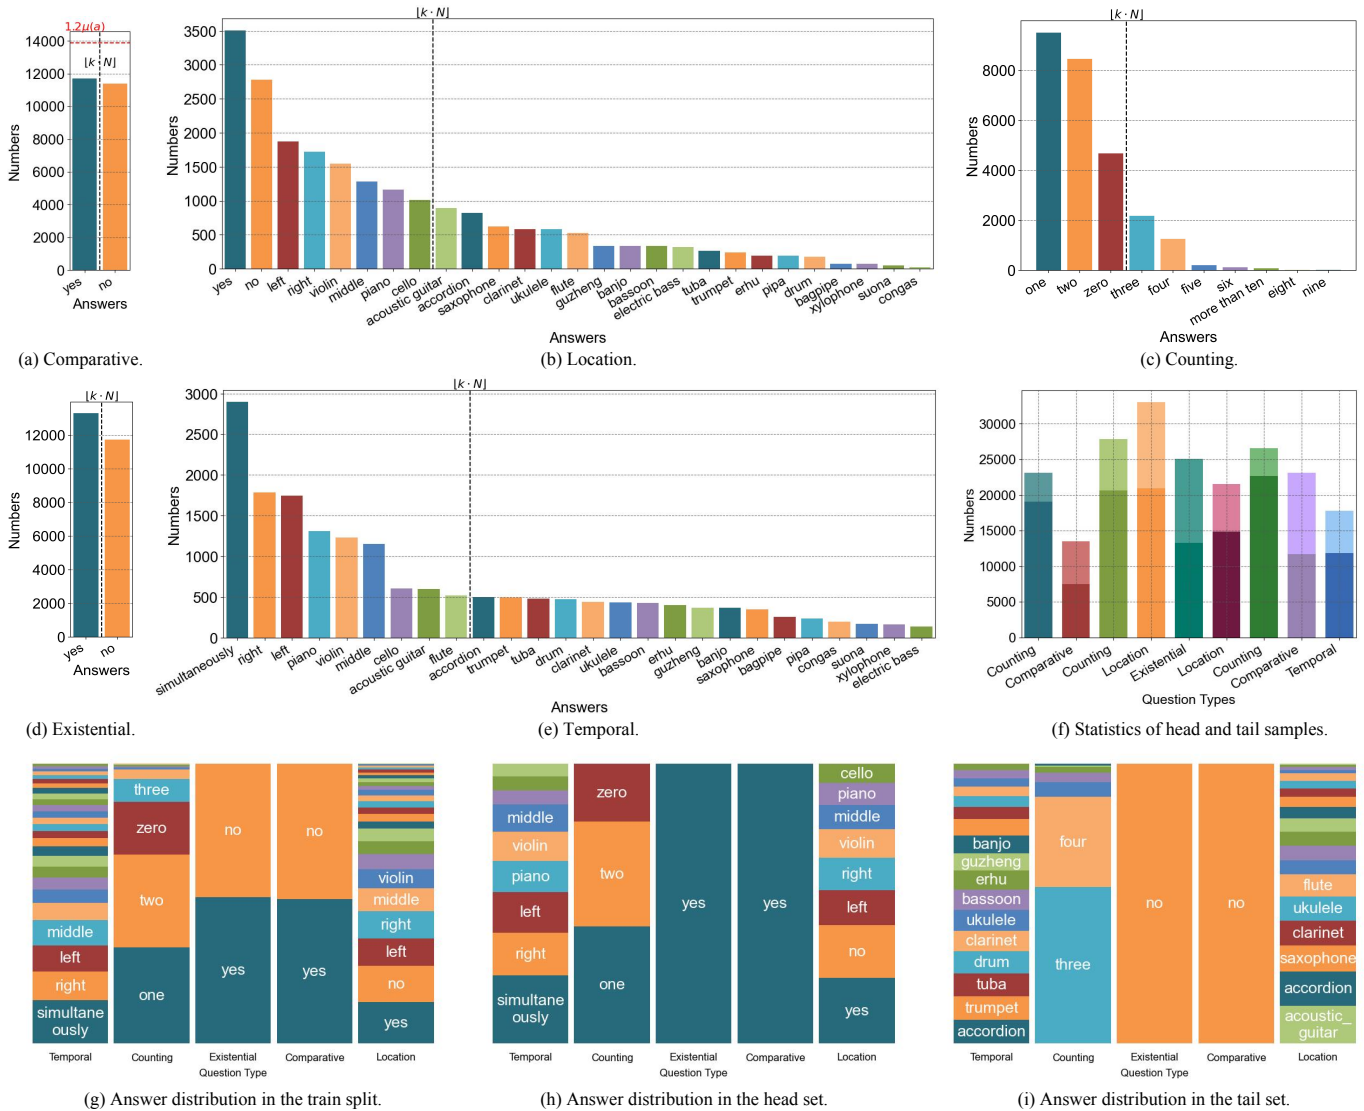 1.2μ(a)
⌊k · N⌋
14000
12000
10000
8000
6000
4000
2000
0
Numbers
yes
no
Answers
(a) Comparative.
⌊k · N⌋
3500
3000
2500
2000
1500
1000
500
0
Numbers
yes
no
left
right
violin
middle
piano
cello
acoustic guitar
accordion
saxophone
clarinet
ukulele
flute
guzheng
banjo
bassoon
electric bass
tuba
trumpet
erhu
pipa
drum
bagpipe
xylophone
suona
congas
Answers
(b) Location.
⌊k · N⌋
8000
6000
4000
2000
0
Numbers
one
two
zero
three
four
five
six
more than ten
eight
nine
Answers
(c) Counting.
⌊k · N⌋
12000
10000
8000
6000
4000
2000
0
Numbers
yes
no
Answers
(d) Existential.
⌊k · N⌋
3000
2500
2000
1500
1000
500
0
Numbers
simultaneously
right
left
piano
violin
middle
cello
acoustic guitar
flute
accordion
trumpet
tuba
drum
clarinet
ukulele
bassoon
erhu
guzheng
banjo
saxophone
bagpipe
pipa
congas
suona
xylophone
electric bass
Answers
(e) Temporal.
30000
25000
20000
15000
10000
5000
0
Numbers
Counting
Comparative
Counting
Location
Existential
Location
Counting
Comparative
Temporal
Question Types
(f) Statistics of head and tail samples.
middle
left
right
simultane
ously
three
zero
two
one
no
yes
no
yes
violin
middle
right
left
no
yes
Temporal
Counting
Existential
Comparative
Location
Question Type
(g) Answer distribution in the train split.
middle
violin
piano
left
right
simultane
ously
zero
two
one
yes
yes
cello
piano
middle
violin
right
left
no
yes
Temporal
Counting
Existential
Comparative
Location
Question Type
(h) Answer distribution in the head set.
banjo
guzheng
erhu
bassoon
ukulele
clarinet
drum
tuba
trumpet
accordion
four
three
no
no
flute
ukulele
clarinet
saxophone
accordion
acoustic_
guitar
Temporal
Counting
Existential
Comparative
Location
Question Type
(i) Answer distribution in the tail set.